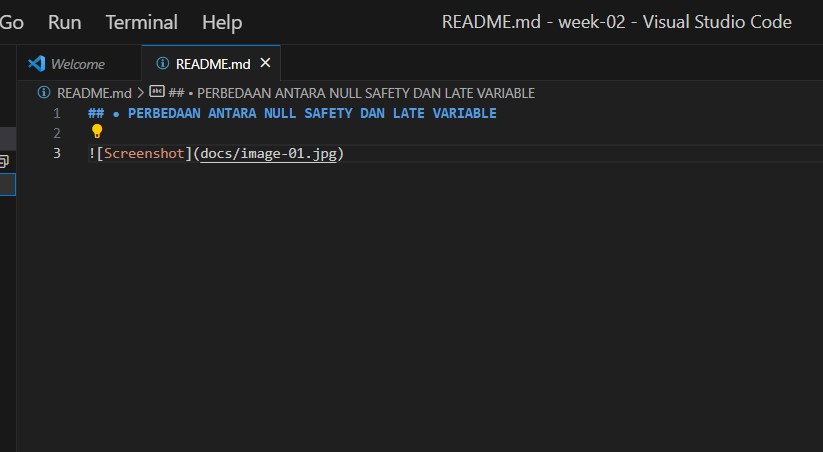 Go Run Terminal Help README.md - week-02 - Visual Studio Code
Welcome README.md
README.md > ## • PERBEDAAN ANTARA NULL SAFETY DAN LATE VARIABLE
1 ## • PERBEDAAN ANTARA NULL SAFETY DAN LATE VARIABLE
2
3 ![Screenshot](docs/image-01.jpg)